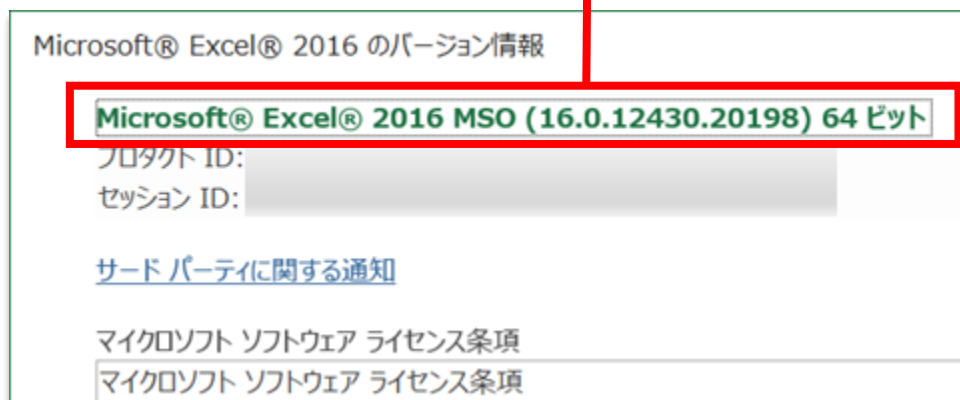 Microsoft® Excel® 2016 のバージョン情報
Microsoft® Excel® 2016 MSO (16.0.12430.20198) 64 ビット
プロダクト ID:
セッション ID:
サード パーティに関する通知
マイクロソフト ソフトウェア ライセンス条項
マイクロソフト ソフトウェア ライセンス条項